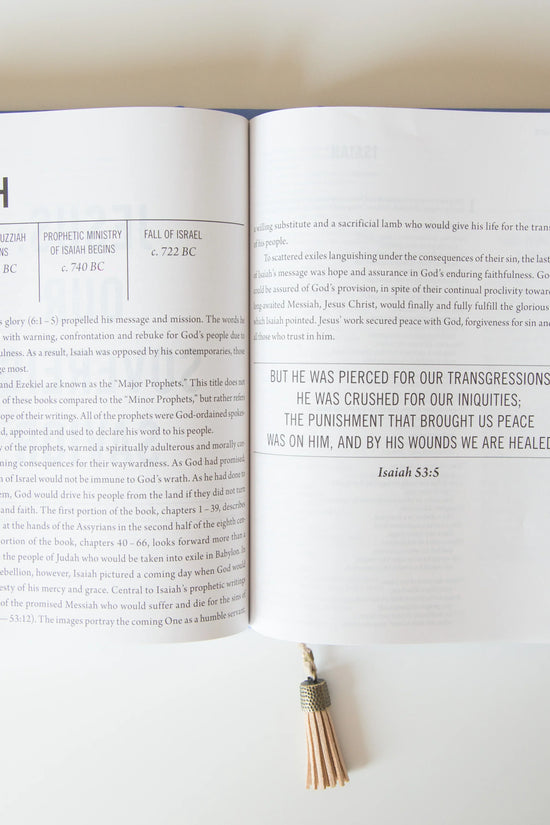 H
UZZIAH
NS
BC
PROPHETIC MINISTRY
OF ISAIAH BEGINS
c. 740 BC
FALL OF ISRAEL
c. 722 BC
s glory (6:1–5) propelled his message and mission. The words he
with warning, confrontation and rebuke for God's people due to
ulness. As a result, Isaiah was opposed by his contemporaries, those
ge most.
and Ezekiel are known as the "Major Prophets." This title does not
of these books compared to the "Minor Prophets," but rather refers
ope of their writings. All of the prophets were God-ordained spokes-
d, appointed and used to declare his word to his people.
y of the prophets, warned a spiritually adulterous and morally cor-
ming consequences for their waywardness. As God had promised,
n of Israel would not be immune to God's wrath. As he had done to
em, God would drive his people from the land if they did not turn
and faith. The first portion of the book, chapters 1–39, describes
at the hands of the Assyrians in the second half of the eighth cen-
ortion of the book, chapters 40–66, looks forward more than a
the people of Judah who would be taken into exile in Babylon. In
ebellion, however, Isaiah pictured a coming day when God would
esty of his mercy and grace. Central to Isaiah's prophetic writings
of the promised Messiah who would suffer and die for the sins of
—53:12). The images portray the coming One as a humble servant,
a willing substitute and a sacrificial lamb who would give his life for the tran
of his people.
To scattered exiles languishing under the consequences of their sin, the last
of Isaiah's message was hope and assurance in God's enduring faithfulness. Go
could be assured of God's provision, in spite of their continual proclivity towar
long-awaited Messiah, Jesus Christ, would finally and fully fulfill the glorious
which Isaiah pointed. Jesus' work secured peace with God, forgiveness for sin and
all those who trust in him.
BUT HE WAS PIERCED FOR OUR TRANSGRESSIONS
HE WAS CRUSHED FOR OUR INIQUITIES;
THE PUNISHMENT THAT BROUGHT US PEACE
WAS ON HIM, AND BY HIS WOUNDS WE ARE HEALED
Isaiah 53:5